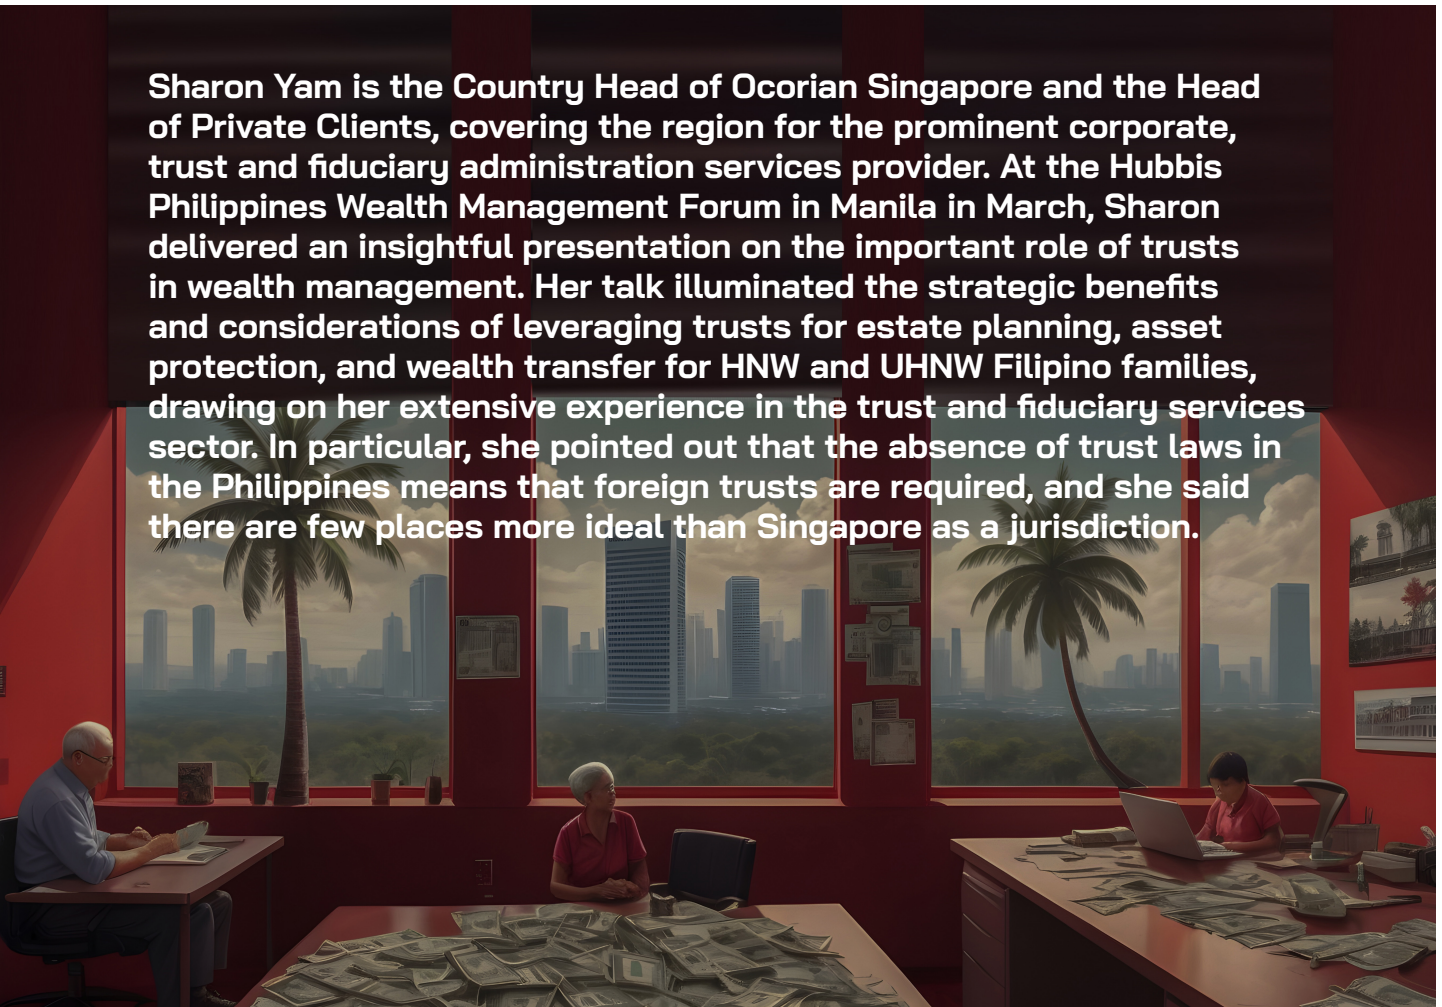 Sharon Yam is the Country Head of Ocorian Singapore and the Head
of Private Clients, covering the region for the prominent corporate,
trust and fiduciary administration services provider. At the Hubbis
Philippines Wealth Management Forum in Manila in March, Sharon
delivered an insightful presentation on the important role of trusts
in wealth management. Her talk illuminated the strategic benefits
and considerations of leveraging trusts for estate planning, asset
protection, and wealth transfer for HNW and UHNW Filipino families,
drawing on her extensive experience in the trust and fiduciary services
sector. In particular, she pointed out that the absence of trust laws in
the Philippines means that foreign trusts are required, and she said
there are few places more ideal than Singapore as a jurisdiction.